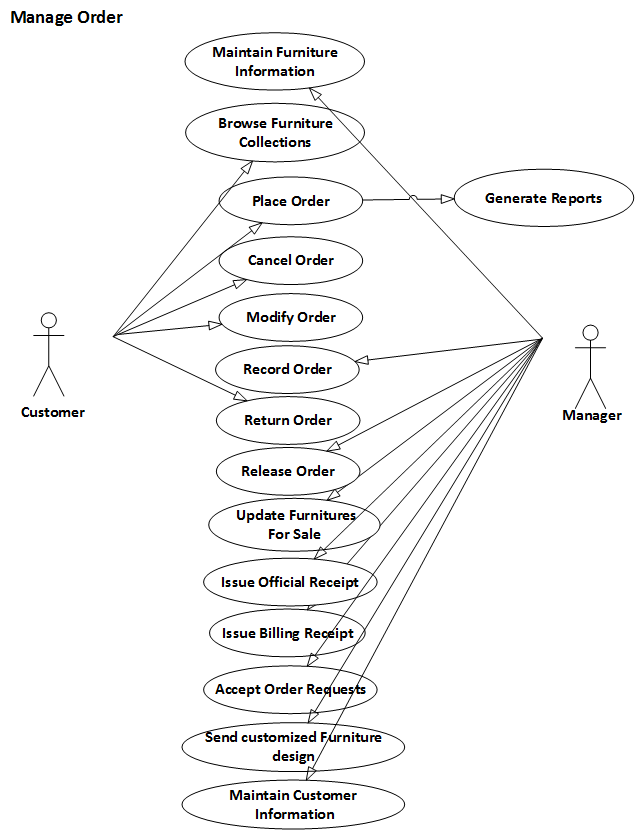 Manage Order
Maintain Furniture
Information
Browse Furniture
Collections
Place Order
Generate Reports
Cancel Order
Modify Order
Record Order
Customer
Manager
Return Order
Release Order
Update Furnitures
For Sale
Issue Official Receipt
Issue Billing Receipt
Accept Order Requests
Send customized Furniture
design
Maintain Customer
Information